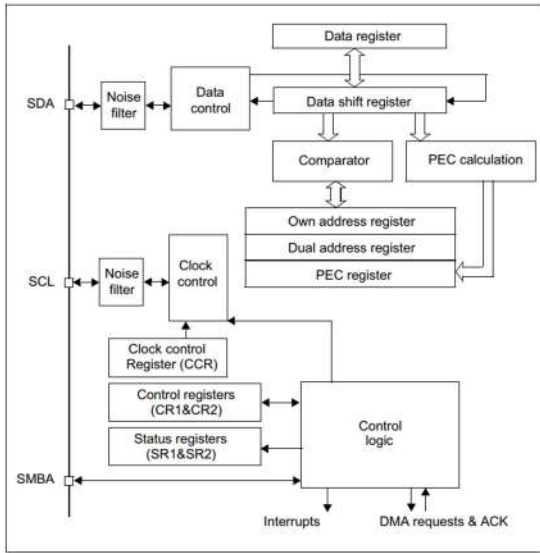 Data register
SDA
Noise
filter
Data
control
Data shift register
Comparator
PEC calculation
Own address register
Dual address register
PEC register
SCL
Noise
filter
Clock
control
Clock control
Register (CCR)
Control registers
(CR1&CR2)
Status registers
(SR1&SR2)
Control
logic
SMBA
Interrupts
DMA requests & ACK